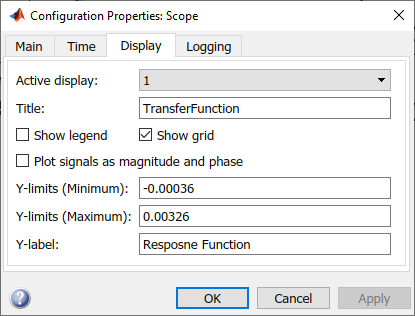 Configuration Properties: Scope
Main Time Display Logging
Active display: 1
Title: TransferFunction
Show legend Show grid
Plot signals as magnitude and phase
Y-limits (Minimum): -0.00036
Y-limits (Maximum): 0.00326
Y-label: Resposne Function
? OK Cancel Apply